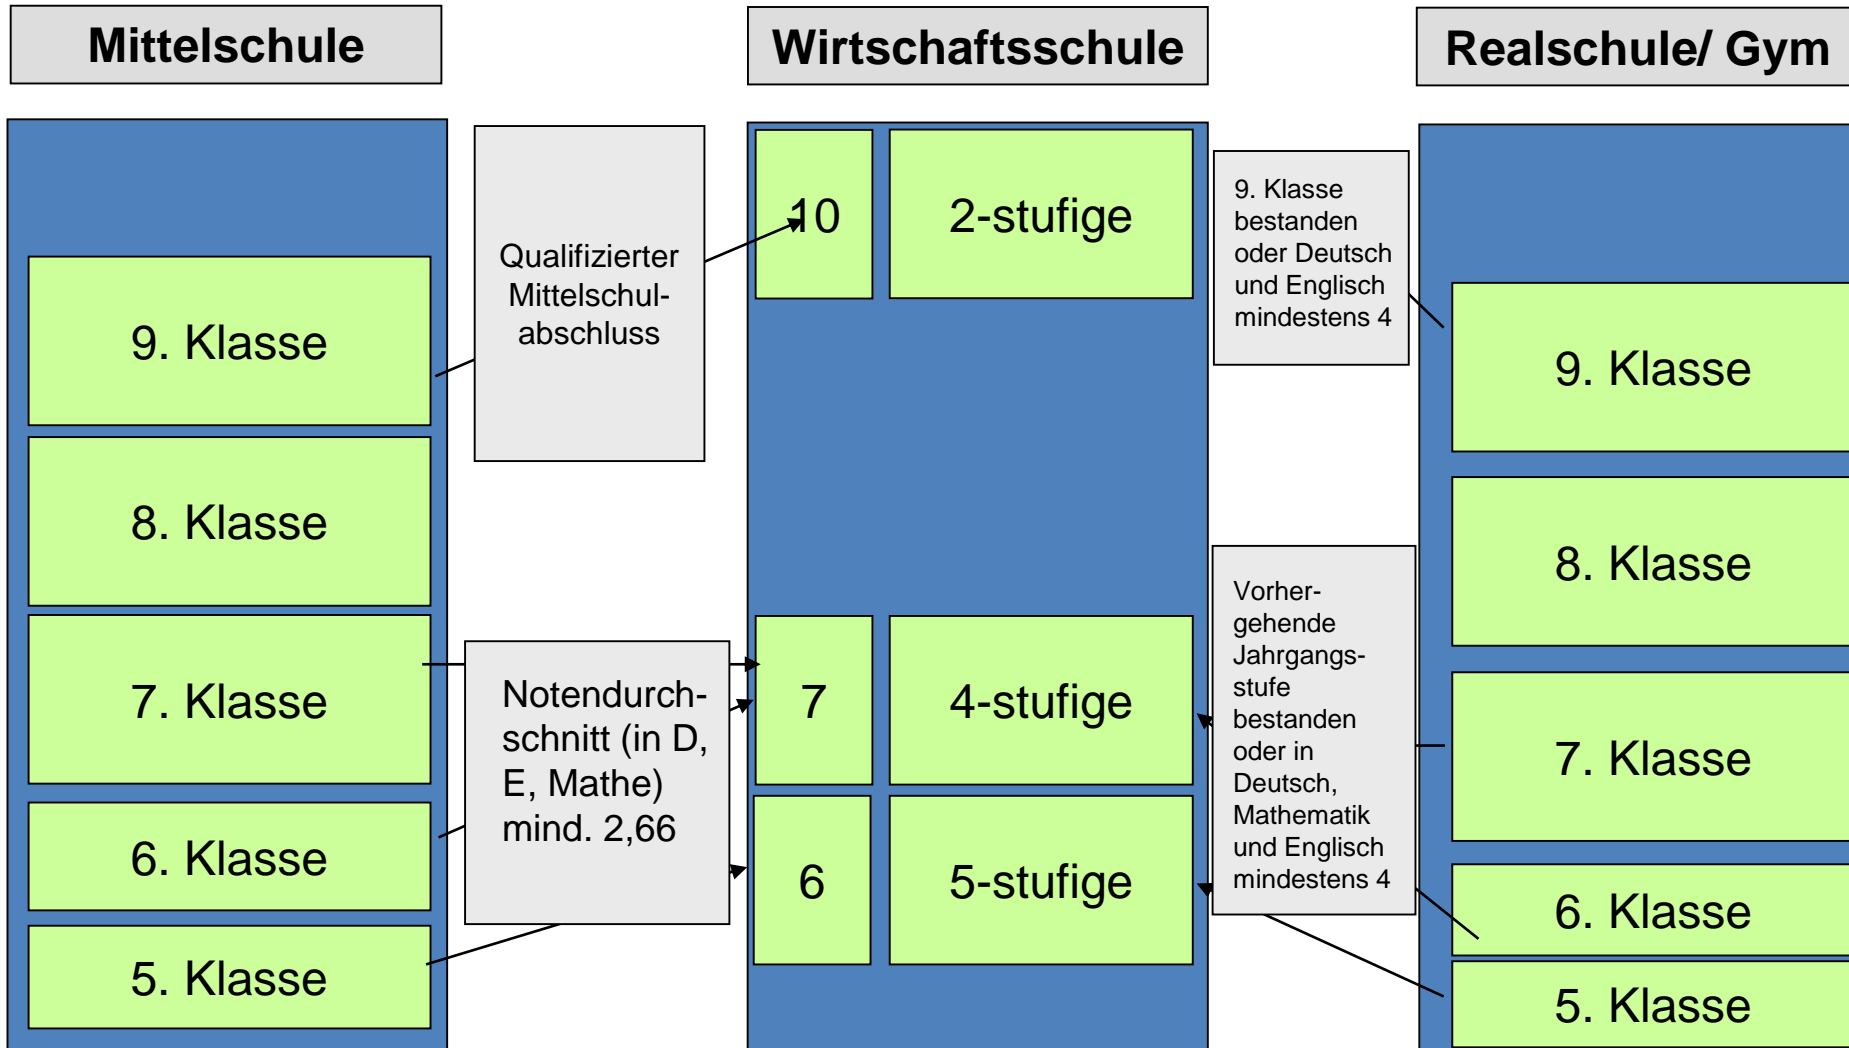 Mittelschule
Wirtschaftsschule
Realschule/ Gym
9. Klasse
8. Klasse
7. Klasse
6. Klasse
5. Klasse
Qualifizierter
Mittelschul-
abschluss
Notendurch-
schnitt (in D,
E, Mathe)
mind. 2,66
10
2-stufige
7
4-stufige
6
5-stufige
9. Klasse
bestanden
oder Deutsch
und Englisch
mindestens 4
Vorher-
gehende
Jahrgangs-
stufe
bestanden
oder in
Deutsch,
Mathematik
und Englisch
mindestens 4
9. Klasse
8. Klasse
7. Klasse
6. Klasse
5. Klasse